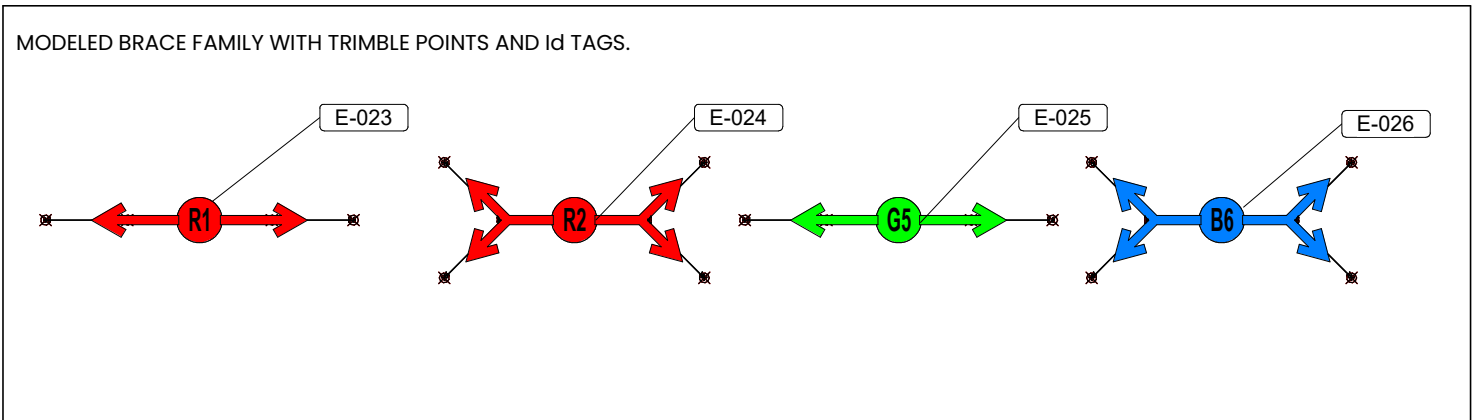 MODELED BRACE FAMILY WITH TRIMBLE POINTS AND Id TAGS.
E-023
E-024
E-025
E-026
R1
R2
G5
B6